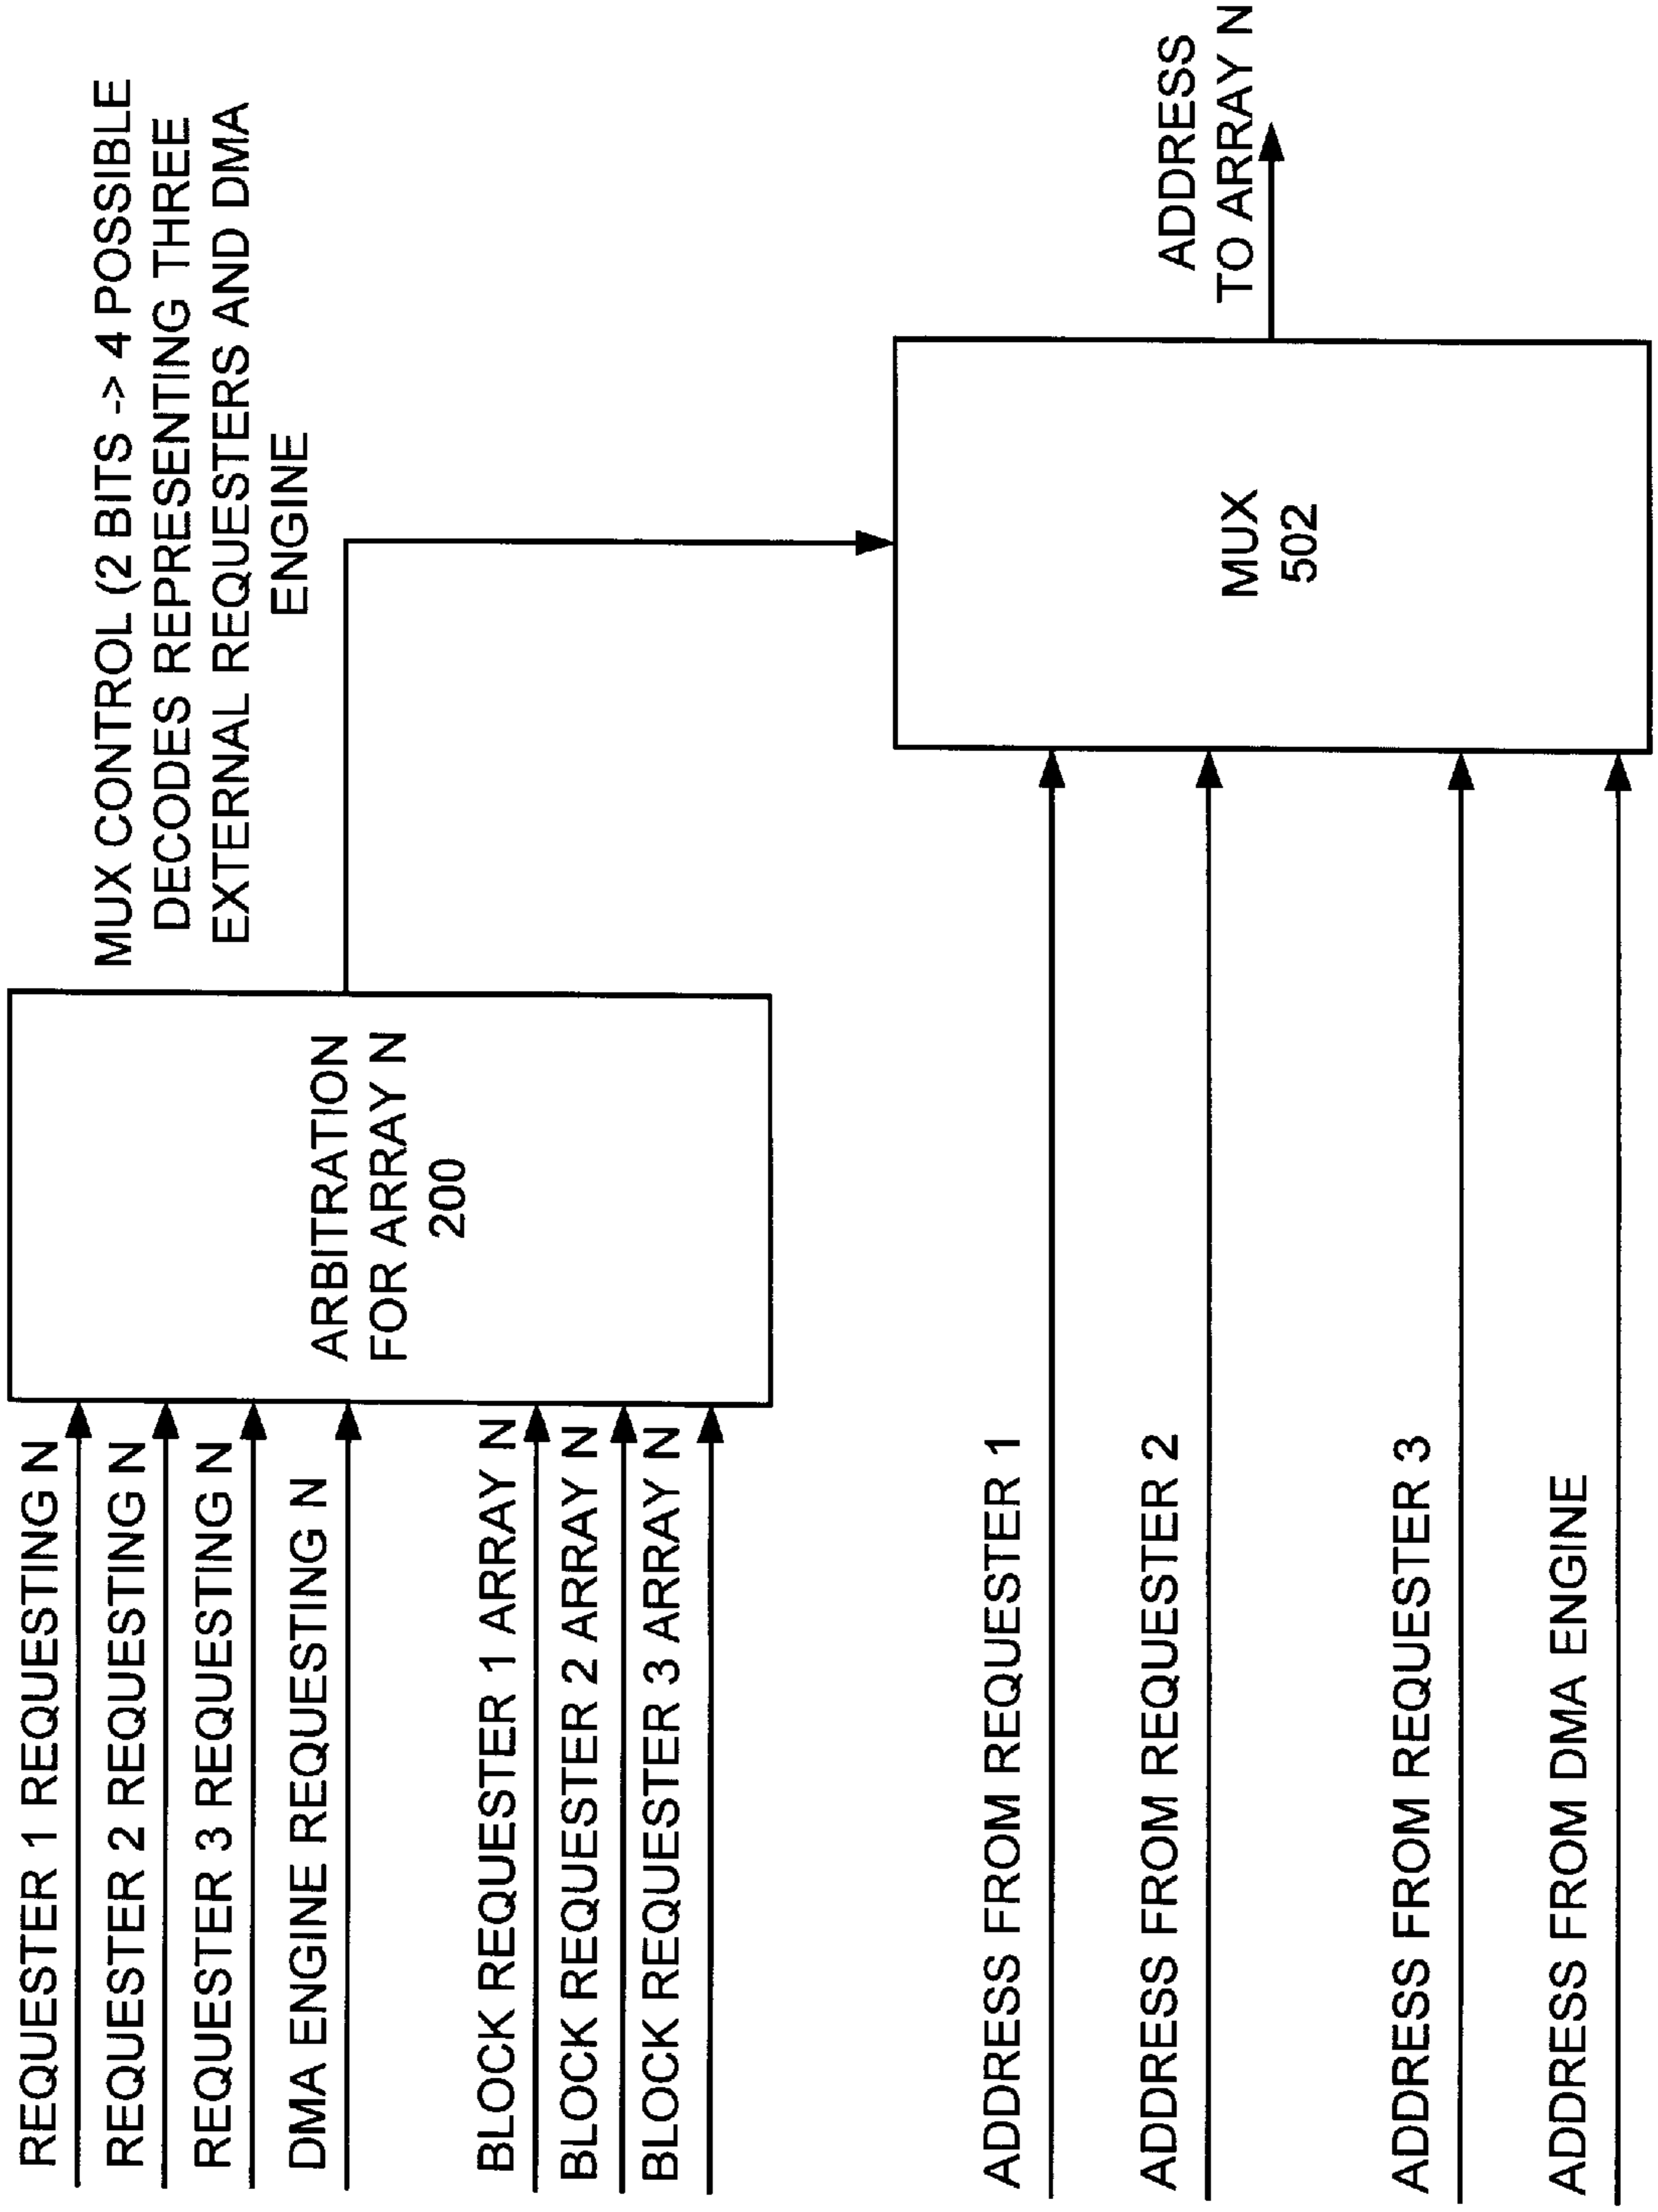 REQUESTER 1 REQUESTING N
REQUESTER 2 REQUESTING N
REQUESTER 3 REQUESTING N
DMA ENGINE REQUESTING N
BLOCK REQUESTER 1 ARRAY N
BLOCK REQUESTER 2 ARRAY N
BLOCK REQUESTER 3 ARRAY N
ARBITRATION
FOR ARRAY N
200
MUX CONTROL (2 BITS -> 4 POSSIBLE
DECODES REPRESENTING THREE
EXTERNAL REQUESTERS AND DMA
ENGINE
ADDRESS FROM REQUESTER 1
ADDRESS FROM REQUESTER 2
ADDRESS FROM REQUESTER 3
ADDRESS FROM DMA ENGINE
MUX
502
ADDRESS
TO ARRAY N